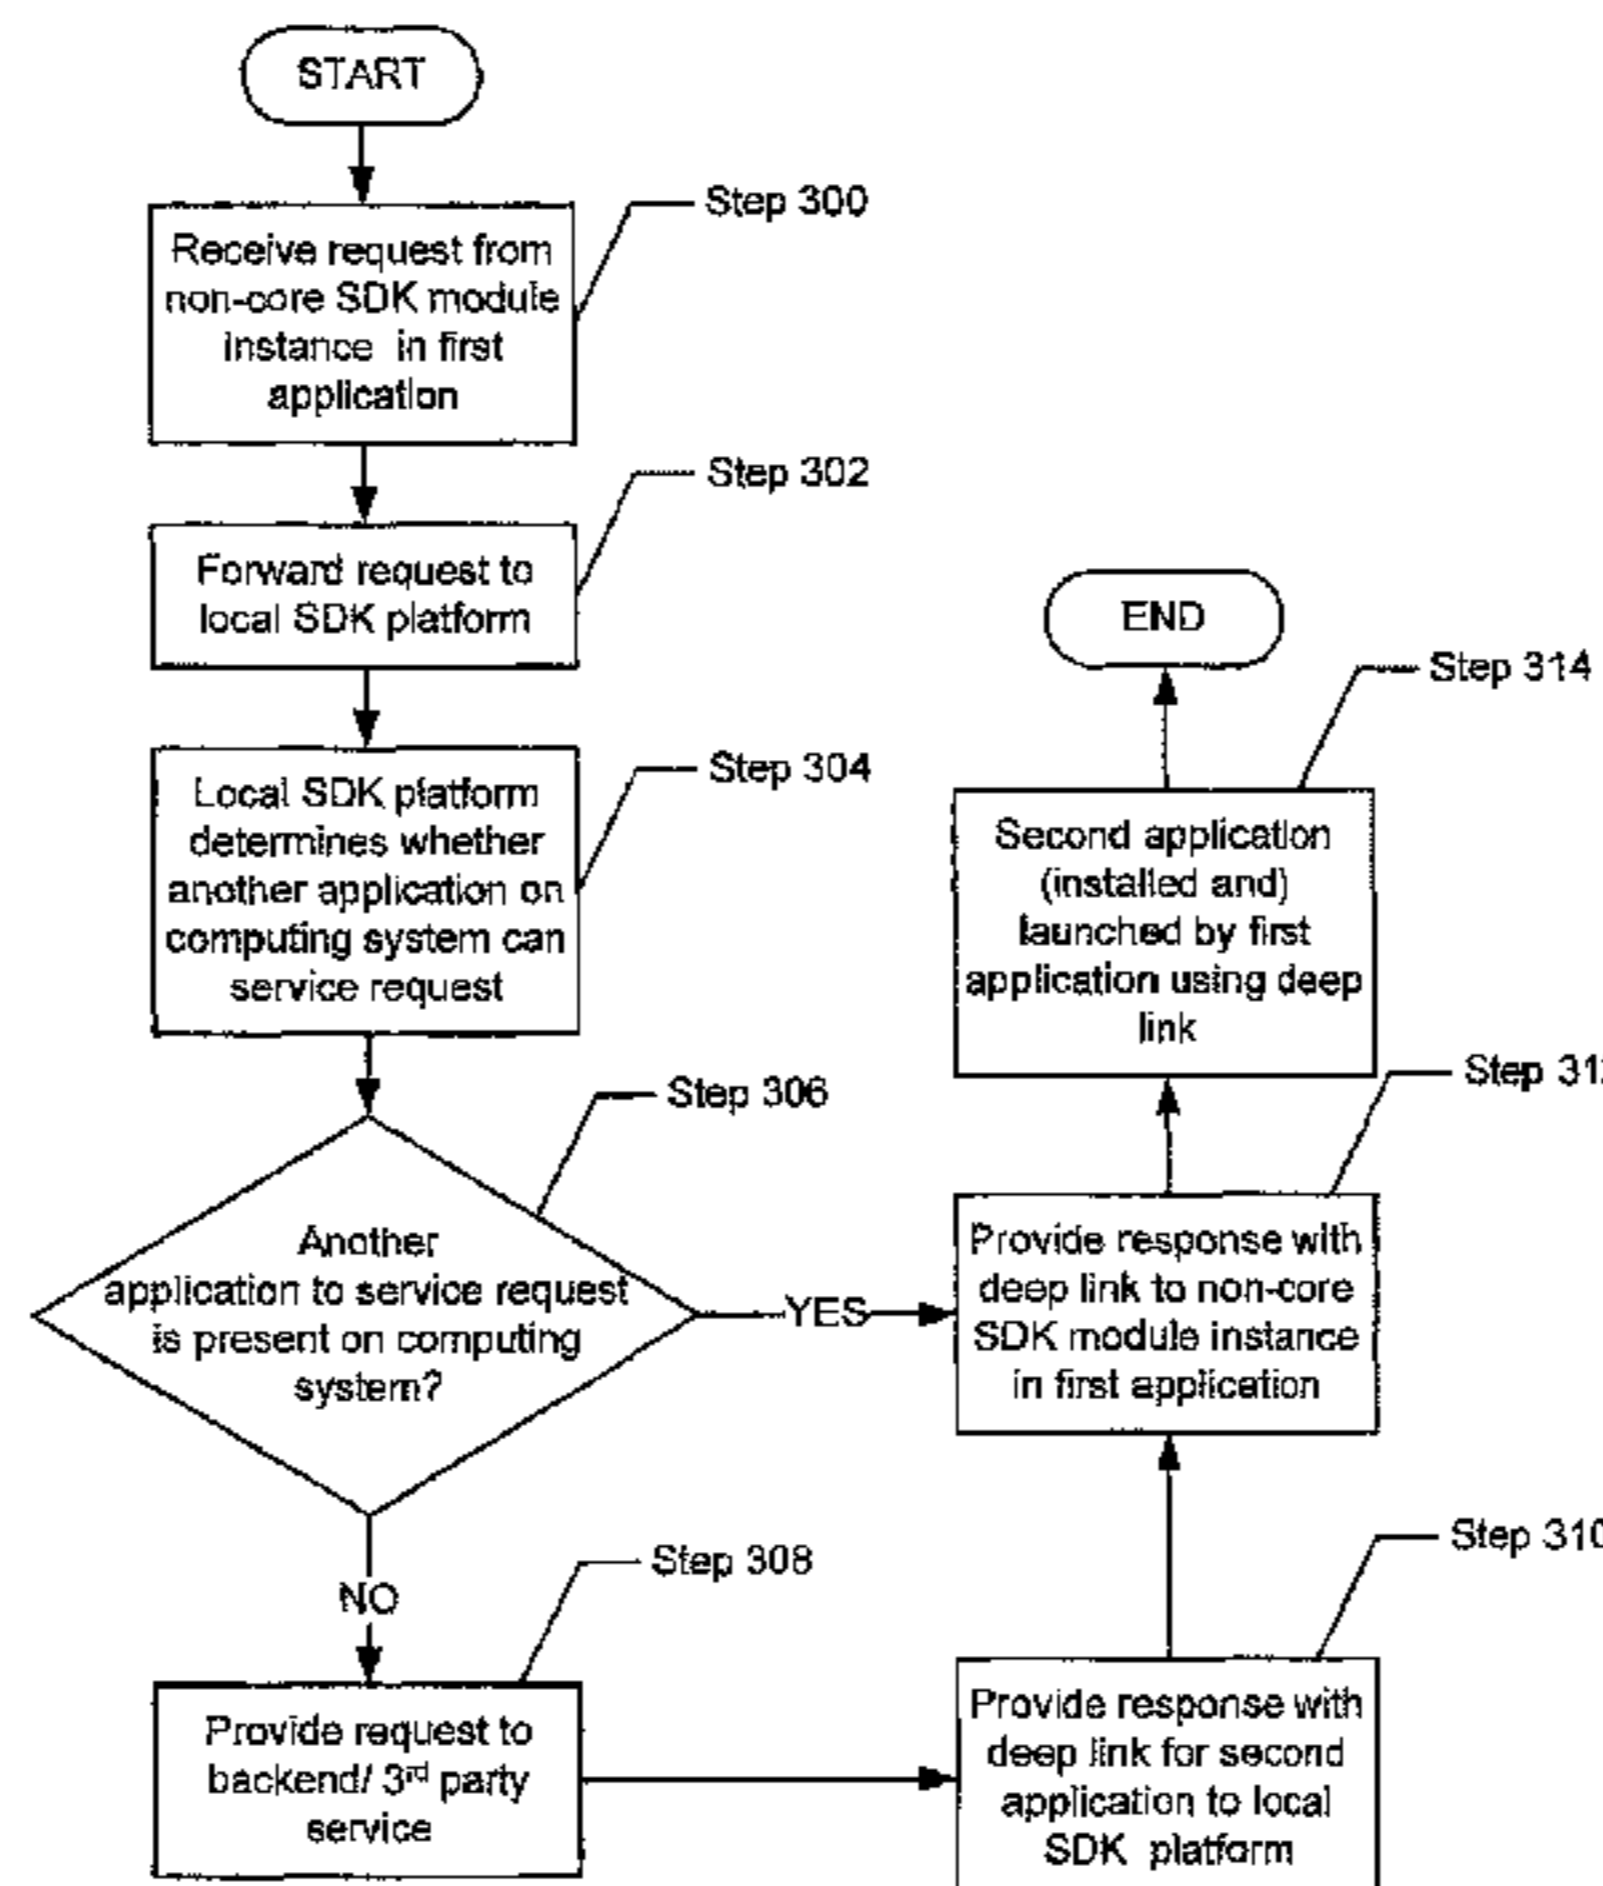 START
Step 300
Receive request from
non-core SDK module
instance in first
application
Step 302
Forward request to
local SDK platform
Step 304
Local SDK platform
determines whether
another application on
computing system can
service request
Step 306
Another
application to service request
is present on computing
system?
YES
NO
Step 308
Provide request to
backend/ 3rd party
service
Step 310
Provide response with
deep link for second
application to local
SDK platform
Step 31
Provide response with
deep link to non-core
SDK module instance
in first application
Step 314
Second application
(installed and)
launched by first
application using deep
link
END